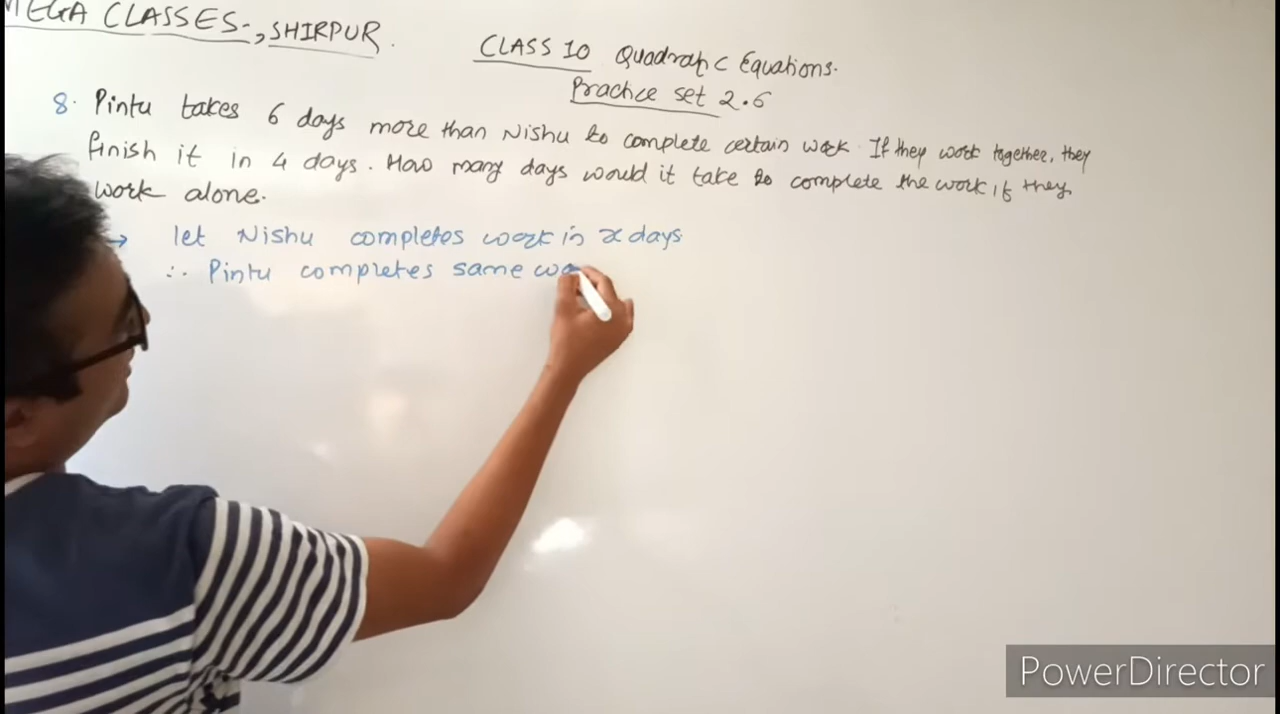 MEGA CLASSES-, SHIRPUR.
CLASS 10 Quadratic Equations.
Practice set 2.6
8. Pintu takes 6 days more than Nishu to complete certain work. If they work together, they
finish it in 4 days. How many days would it take to complete the work if they
work alone.
→ let Nishu completes work in x days
∴ Pintu completes same wo
PowerDirector